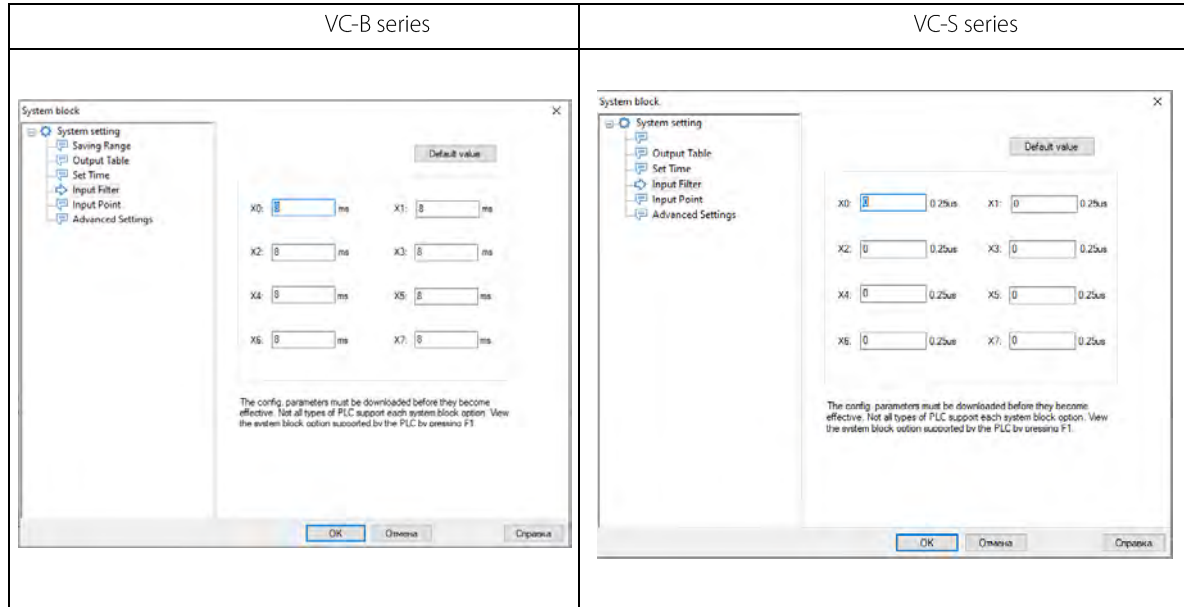 VC-B series
VC-S series
System block
System setting
Saving Range
Output Table
Set Time
Input Filter
Input Point
Advanced Settings
Default value
X0: 8 ms X1: 8 ms
X2: 8 ms X3: 8 ms
X4: 8 ms X5: 8 ms
X6: 8 ms X7: 8 ms
The config. parameters must be downloaded before they become
effective. Not all types of PLC support each system block option. View
the system block option supported by the PLC by pressing F1
OK Отмена Справка
System block
System setting
Output Table
Set Time
Input Filter
Input Point
Advanced Settings
Default value
X0: 0 0.25us X1: 0 0.25us
X2: 0 0.25us X3: 0 0.25us
X4: 0 0.25us X5: 0 0.25us
X6: 0 0.25us X7: 0 0.25us
The config. parameters must be downloaded before they become
effective. Not all types of PLC support each system block option. View
the system block option supported by the PLC by pressing F1
OK Отмена Справка